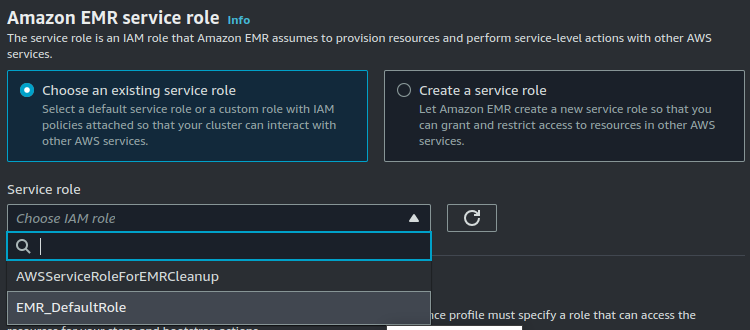 Amazon EMR service role Info
The service role is an IAM role that Amazon EMR assumes to provision resources and perform service-level actions with other AWS
services.
Choose an existing service role
Select a default service role or a custom role with IAM
policies attached so that your cluster can interact with
other AWS services.
Create a service role
Let Amazon EMR create a new service role so that you
can grant and restrict access to resources in other AWS
services.
Service role
Choose IAM role
AWSServiceRoleForEMRCleanup
EMR_DefaultRole
profile must specify a role that can access the